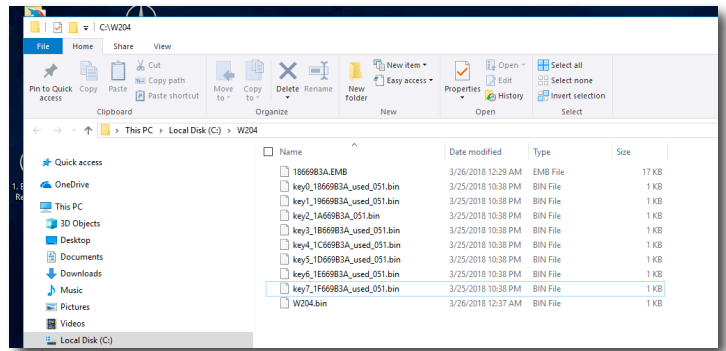 C:\W204
File Home Share View
Pin to Quick access
Copy
Paste
Cut
Copy path
Paste shortcut
Clipboard
Move to
Copy to
Delete
Rename
Organize
New folder
New item
Easy access
New
Properties
Open
Edit
History
Open
Select all
Select none
Invert selection
Select
This PC > Local Disk (C:) > W204
Quick access
OneDrive
This PC
3D Objects
Desktop
Documents
Downloads
Music
Pictures
Videos
Local Disk (C:)
Name Date modified Type Size
18669B3A.EMB 3/26/2018 12:29 AM EMB File 17 KB
key0_18669B3A_used_051.bin 3/25/2018 10:38 PM BIN File 1 KB
key1_19669B3A_used_051.bin 3/25/2018 10:38 PM BIN File 1 KB
key2_1A669B3A_051.bin 3/25/2018 10:38 PM BIN File 1 KB
key3_1B669B3A_used_051.bin 3/25/2018 10:38 PM BIN File 1 KB
key4_1C669B3A_used_051.bin 3/25/2018 10:38 PM BIN File 1 KB
key5_1D669B3A_used_051.bin 3/25/2018 10:38 PM BIN File 1 KB
key6_1E669B3A_used_051.bin 3/25/2018 10:38 PM BIN File 1 KB
key7_1F669B3A_used_051.bin 3/25/2018 10:38 PM BIN File 1 KB
W204.bin 3/26/2018 12:37 AM BIN File 1 KB